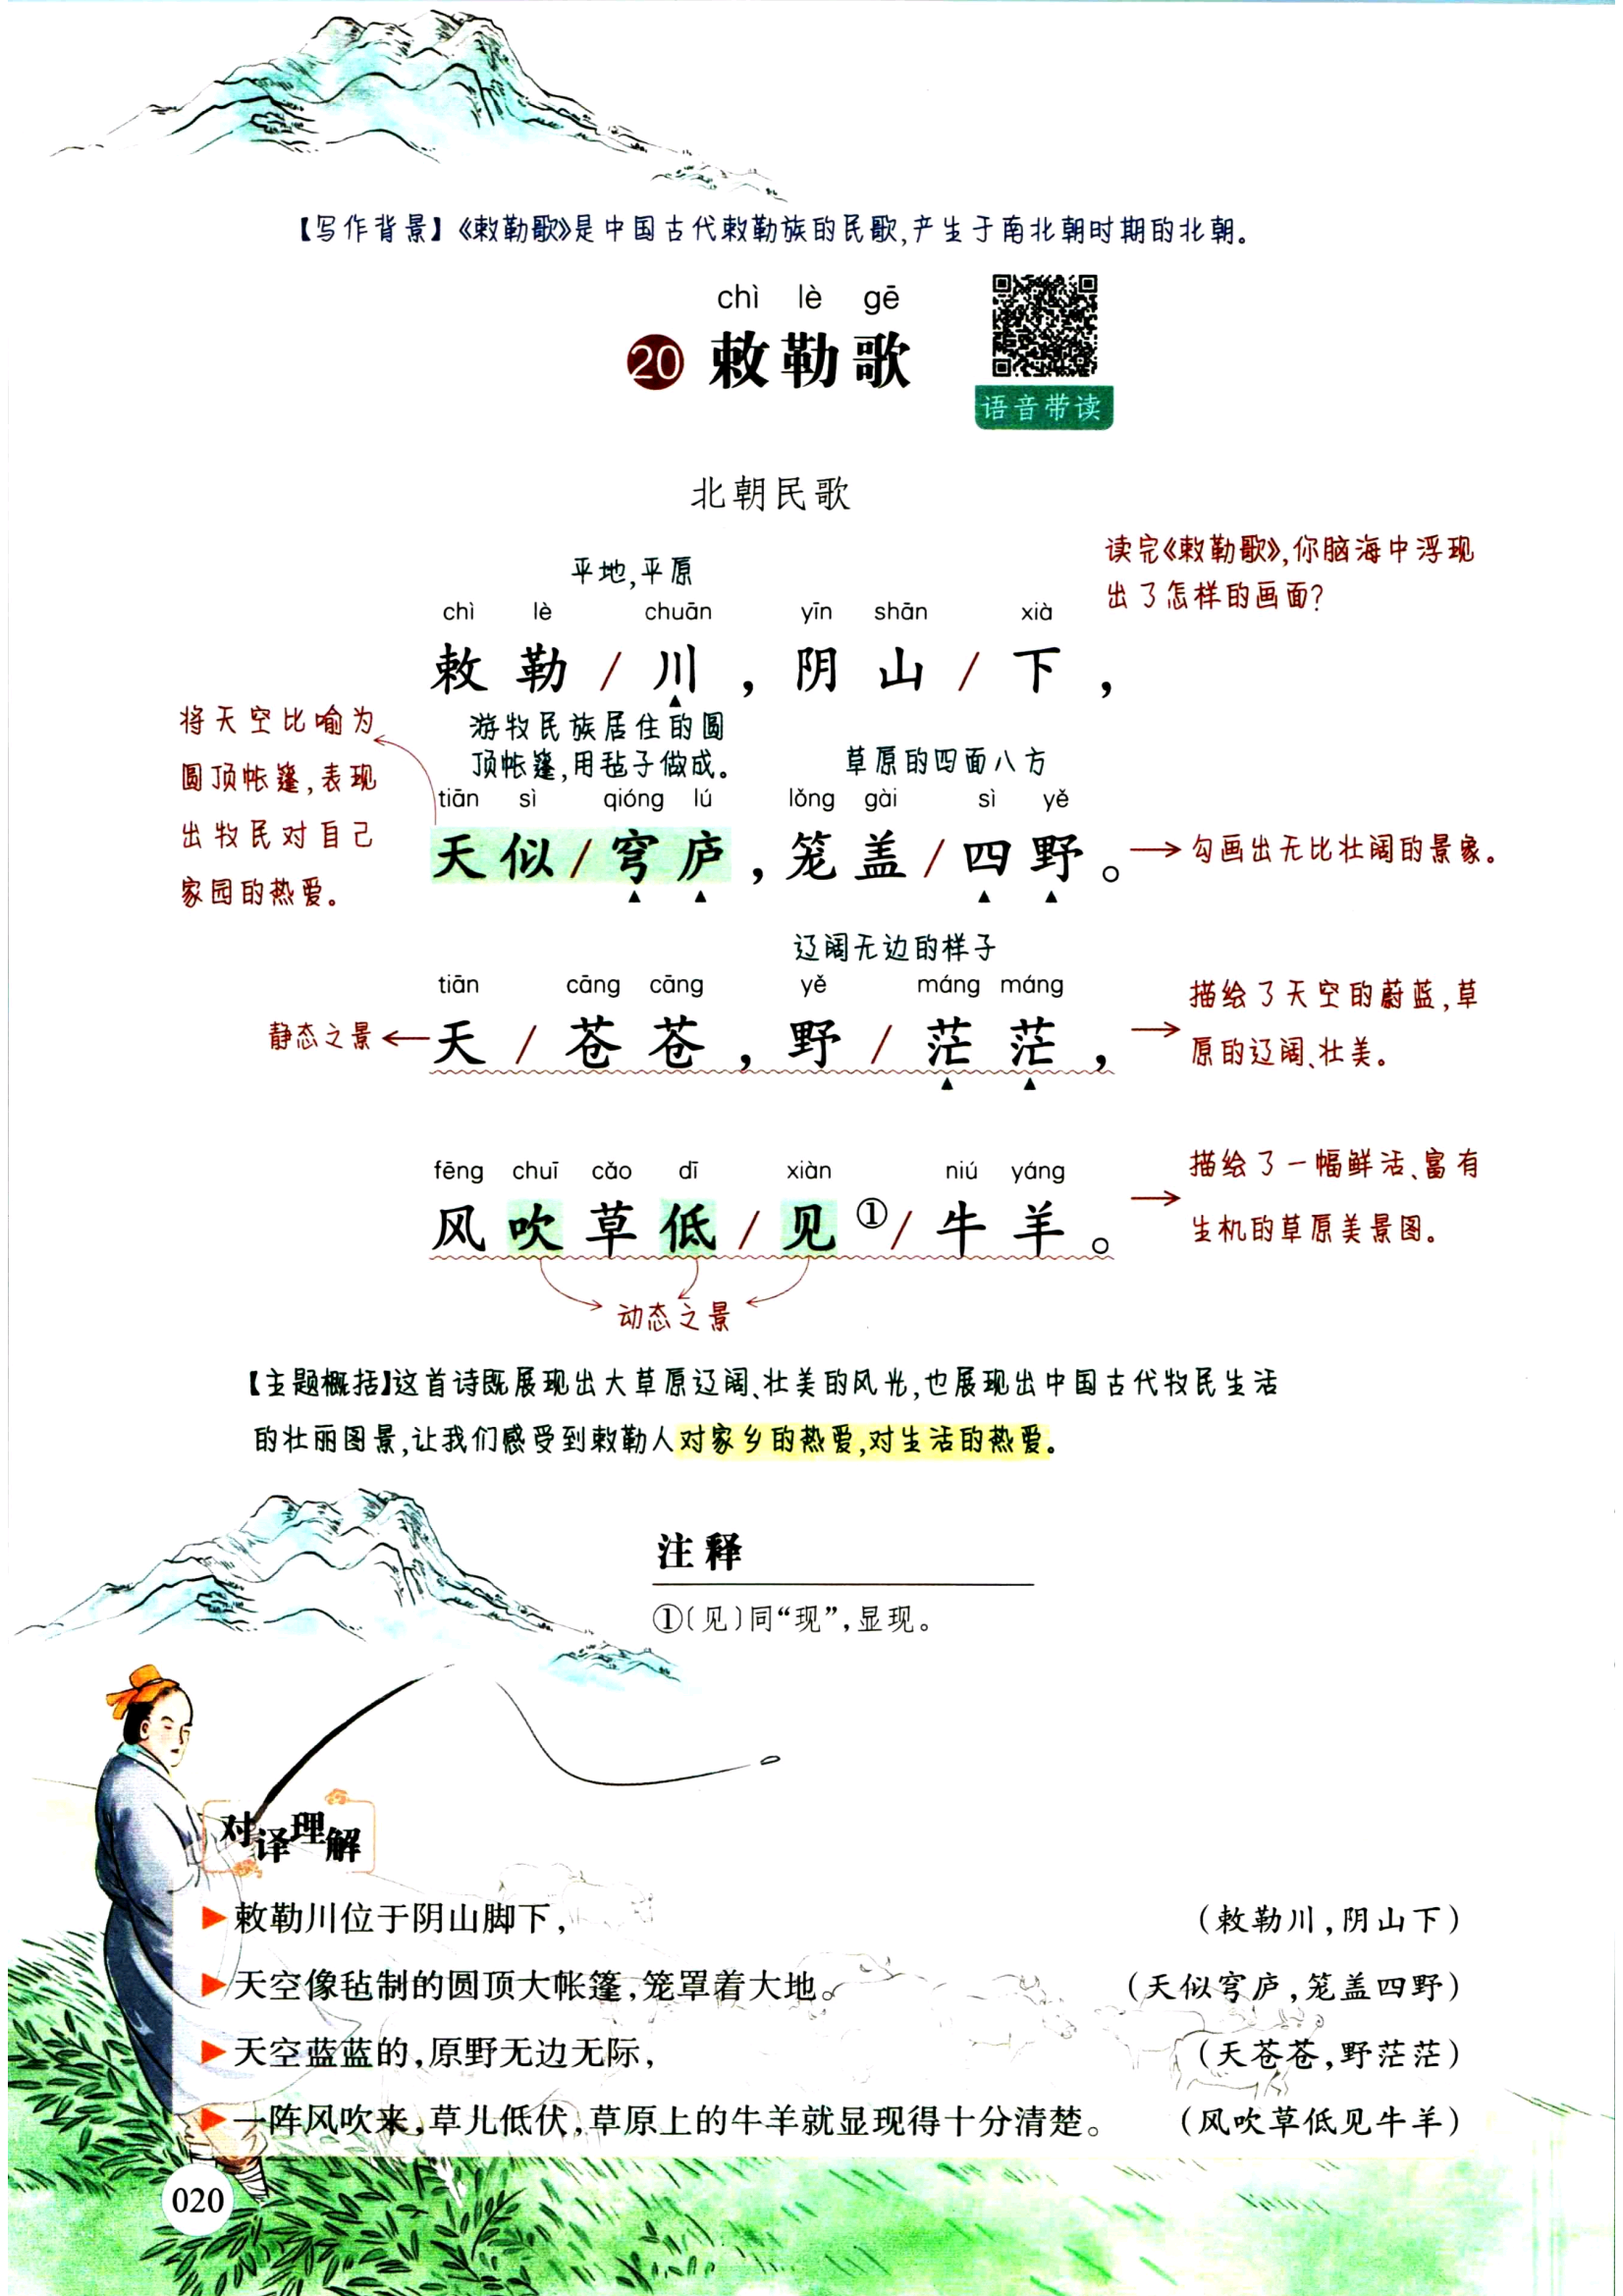 【写作背景】《敕勒歌》是中国古代敕勒族的民歌,产生于南北朝时期的北朝。
chì lè gē
20 敕勒歌
语音带读
北朝民歌
读完《敕勒歌》,你脑海中浮现
出了怎样的画面?
平地,平原
chì lè chuān yīn shān xià
敕勒/川,阴山/下,
将天空比喻为
圆顶帐篷,表现
出牧民对自己
家园的热爱。
游牧民族居住的圆
顶帐篷,用毡子做成。
草原的四面八方
tiān sì qióng lú lǒng gài sì yě
天似/穹庐,笼盖/四野。
勾画出无比壮阔的景象。
辽阔无边的样子
tiān cāng cāng yě máng máng
静态之景
天/苍苍,野/茫茫,
描绘了天空的蔚蓝,草
原的辽阔、壮美。
fēng chuī cǎo dī xiàn niú yáng
风吹草低/见①/牛羊。
描绘了一幅鲜活、富有
生机的草原美景图。
动态之景
【主题概括】这首诗既展现出大草原辽阔、壮美的风光,也展现出中国古代牧民生活
的壮丽图景,让我们感受到敕勒人对家乡的热爱,对生活的热爱。
注释
①〔见〕同“现”,显现。
对译理解
▶敕勒川位于阴山脚下, (敕勒川,阴山下)
▶天空像毡制的圆顶大帐篷,笼罩着大地。 (天似穹庐,笼盖四野)
▶天空蓝蓝的,原野无边无际, (天苍苍,野茫茫)
▶一阵风吹来,草儿低伏,草原上的牛羊就显现得十分清楚。 (风吹草低见牛羊)
020